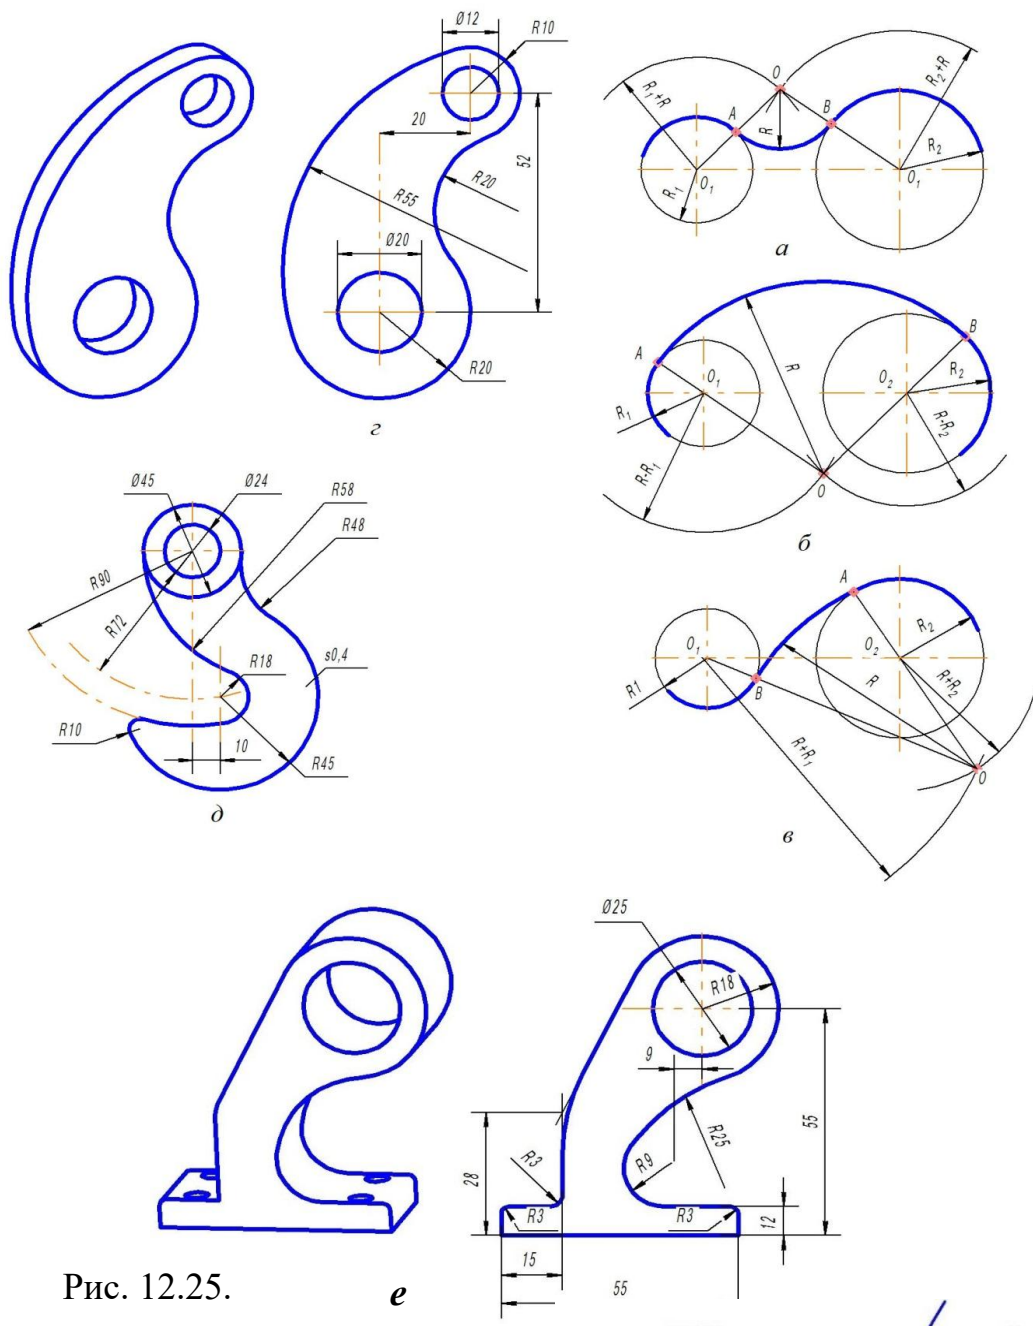 Ø12
R10
20
52
R20
R55
Ø20
R20
г
R₁+R
O
R₂+R
A
B
R
R₂
O₁
O₁
R₁
а
A
B
R
O₁
O₂
R₂
R₁
R-R₁
R-R₂
O
б
Ø45
Ø24
R58
R48
R90
R72
R18
s0,4
R10
10
R45
д
A
O₁
O₂
R₂
R1
B
R
R+R₂
R+R₁
O
в
Ø25
R18
9
R25
55
28
R3
R9
R3
R3
12
15
55
Рис. 12.25.
е